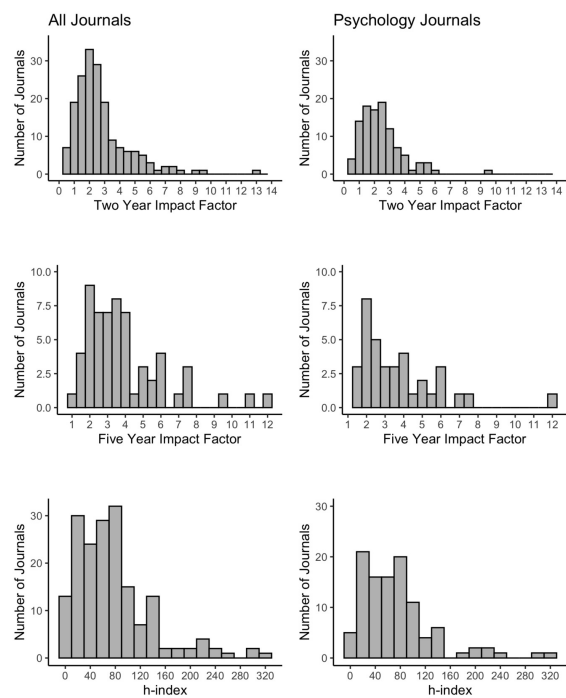 All Journals
Psychology Journals
Number of Journals
30
20
10
0
0 1 2 3 4 5 6 7 8 9 10 11 12 13 14
Two Year Impact Factor
Number of Journals
30
20
10
0
0 1 2 3 4 5 6 7 8 9 10 11 12 13 14
Two Year Impact Factor
Number of Journals
10.0
7.5
5.0
2.5
0.0
1 2 3 4 5 6 7 8 9 10 11 12
Five Year Impact Factor
Number of Journals
10.0
7.5
5.0
2.5
0.0
1 2 3 4 5 6 7 8 9 10 11 12
Five Year Impact Factor
Number of Journals
30
20
10
0
0 40 80 120 160 200 240 280 320
h-index
Number of Journals
30
20
10
0
0 40 80 120 160 200 240 280 320
h-index